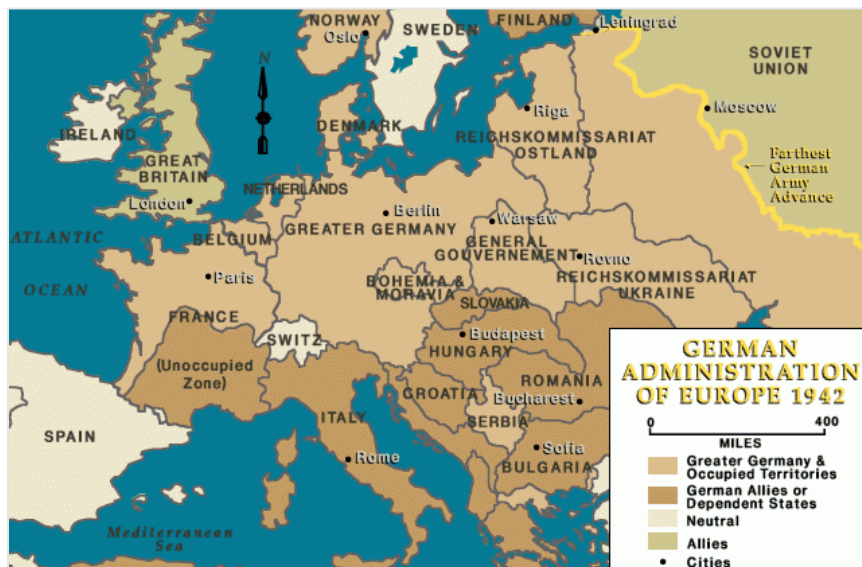 NORWAY
Oslo
SWEDEN
FINLAND
Leningrad
SOVIET
UNION
N
Riga
Moscow
IRELAND
DENMARK
REICHSKOMMISSARIAT
OSTLAND
GREAT
BRITAIN
Farthest
German
Army
Advance
NETHERLANDS
London
Berlin
Warsaw
ATLANTIC
OCEAN
BELGIUM
GREATER GERMANY
GENERAL
GOUVERNEMENT
Rovno
Paris
BOHEMIA &
MORAVIA
REICHSKOMMISSARIAT
UKRAINE
SLOVAKIA
FRANCE
SWITZ
Budapest
HUNGARY
(Unoccupied
Zone)
CROATIA
ROMANIA
Bucharest
ITALY
SERBIA
SPAIN
Rome
Sofia
BULGARIA
Mediterranean
Sea
GERMAN
ADMINISTRATION
OF EUROPE 1942
0 400
MILES
Greater Germany &
Occupied Territories
German Allies or
Dependent States
Neutral
Allies
Cities